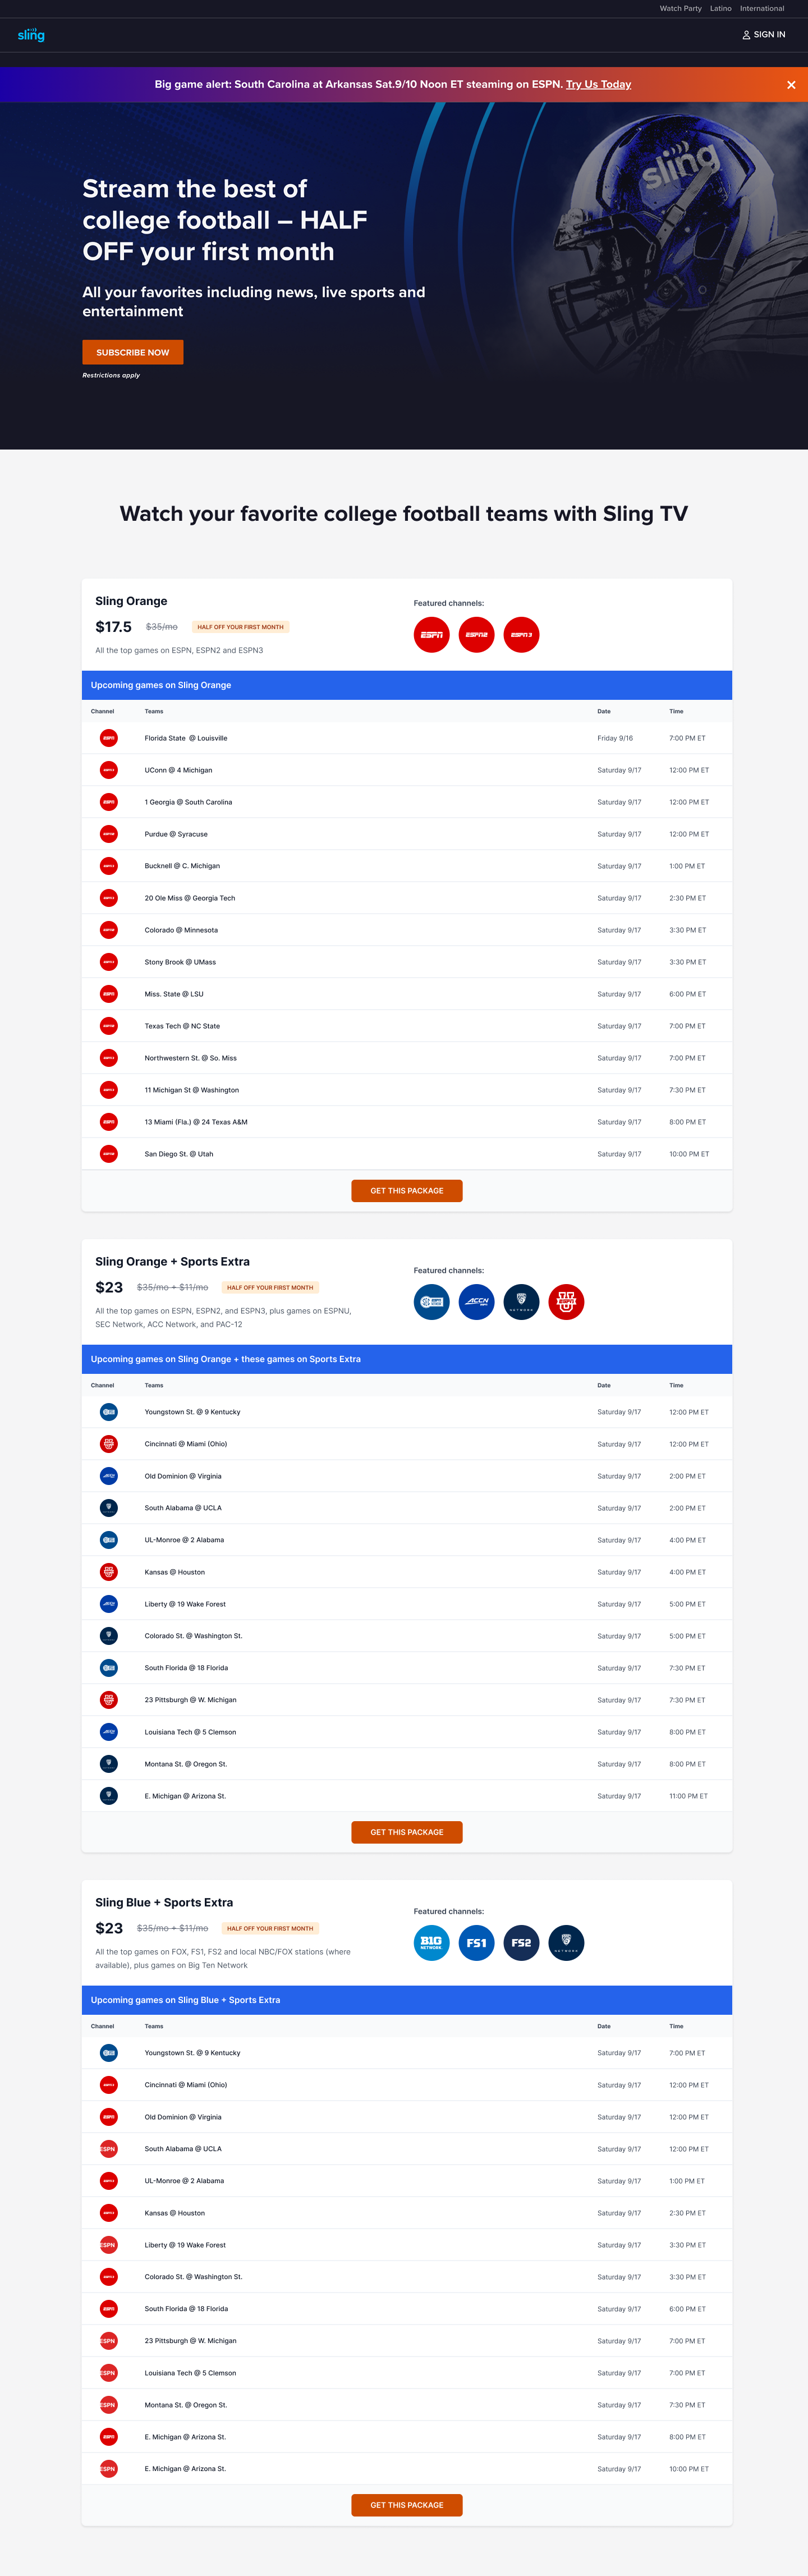 Watch Party Latino International
sling
SIGN IN
Big game alert: South Carolina at Arkansas Sat.9/10 Noon ET steaming on ESPN. Try Us Today
sling
Stream the best of
college football – HALF
OFF your first month
All your favorites including news, live sports and
entertainment
SUBSCRIBE NOW
Restrictions apply
Watch your favorite college football teams with Sling TV
Sling Orange
$17.5 $35/mo HALF OFF YOUR FIRST MONTH
All the top games on ESPN, ESPN2 and ESPN3
Featured channels:
ESPN ESPN2 ESPN3
Upcoming games on Sling Orange
Channel Teams Date Time
Florida State @ Louisville Friday 9/16 7:00 PM ET
UConn @ 4 Michigan Saturday 9/17 12:00 PM ET
1 Georgia @ South Carolina Saturday 9/17 12:00 PM ET
Purdue @ Syracuse Saturday 9/17 12:00 PM ET
Bucknell @ C. Michigan Saturday 9/17 1:00 PM ET
20 Ole Miss @ Georgia Tech Saturday 9/17 2:30 PM ET
Colorado @ Minnesota Saturday 9/17 3:30 PM ET
Stony Brook @ UMass Saturday 9/17 3:30 PM ET
Miss. State @ LSU Saturday 9/17 6:00 PM ET
Texas Tech @ NC State Saturday 9/17 7:00 PM ET
Northwestern St. @ So. Miss Saturday 9/17 7:00 PM ET
11 Michigan St @ Washington Saturday 9/17 7:30 PM ET
13 Miami (Fla.) @ 24 Texas A&M Saturday 9/17 8:00 PM ET
San Diego St. @ Utah Saturday 9/17 10:00 PM ET
GET THIS PACKAGE
Sling Orange + Sports Extra
$23 $35/mo + $11/mo HALF OFF YOUR FIRST MONTH
All the top games on ESPN, ESPN2, and ESPN3, plus games on ESPNU,
SEC Network, ACC Network, and PAC-12
Featured channels:
ACCN NETWORK
Upcoming games on Sling Orange + these games on Sports Extra
Channel Teams Date Time
Youngstown St. @ 9 Kentucky Saturday 9/17 12:00 PM ET
Cincinnati @ Miami (Ohio) Saturday 9/17 12:00 PM ET
Old Dominion @ Virginia Saturday 9/17 2:00 PM ET
South Alabama @ UCLA Saturday 9/17 2:00 PM ET
UL-Monroe @ 2 Alabama Saturday 9/17 4:00 PM ET
Kansas @ Houston Saturday 9/17 4:00 PM ET
Liberty @ 19 Wake Forest Saturday 9/17 5:00 PM ET
Colorado St. @ Washington St. Saturday 9/17 5:00 PM ET
South Florida @ 18 Florida Saturday 9/17 7:30 PM ET
23 Pittsburgh @ W. Michigan Saturday 9/17 7:30 PM ET
Louisiana Tech @ 5 Clemson Saturday 9/17 8:00 PM ET
Montana St. @ Oregon St. Saturday 9/17 8:00 PM ET
E. Michigan @ Arizona St. Saturday 9/17 11:00 PM ET
GET THIS PACKAGE
Sling Blue + Sports Extra
$23 $35/mo + $11/mo HALF OFF YOUR FIRST MONTH
All the top games on FOX, FS1, FS2 and local NBC/FOX stations (where
available), plus games on Big Ten Network
Featured channels:
B1G NETWORK FS1 FS2 NETWORK
Upcoming games on Sling Blue + Sports Extra
Channel Teams Date Time
Youngstown St. @ 9 Kentucky Saturday 9/17 7:00 PM ET
Cincinnati @ Miami (Ohio) Saturday 9/17 12:00 PM ET
Old Dominion @ Virginia Saturday 9/17 12:00 PM ET
ESPN South Alabama @ UCLA Saturday 9/17 12:00 PM ET
UL-Monroe @ 2 Alabama Saturday 9/17 1:00 PM ET
Kansas @ Houston Saturday 9/17 2:30 PM ET
ESPN Liberty @ 19 Wake Forest Saturday 9/17 3:30 PM ET
Colorado St. @ Washington St. Saturday 9/17 3:30 PM ET
South Florida @ 18 Florida Saturday 9/17 6:00 PM ET
ESPN 23 Pittsburgh @ W. Michigan Saturday 9/17 7:00 PM ET
ESPN Louisiana Tech @ 5 Clemson Saturday 9/17 7:00 PM ET
ESPN Montana St. @ Oregon St. Saturday 9/17 7:30 PM ET
E. Michigan @ Arizona St. Saturday 9/17 8:00 PM ET
ESPN E. Michigan @ Arizona St. Saturday 9/17 10:00 PM ET
GET THIS PACKAGE